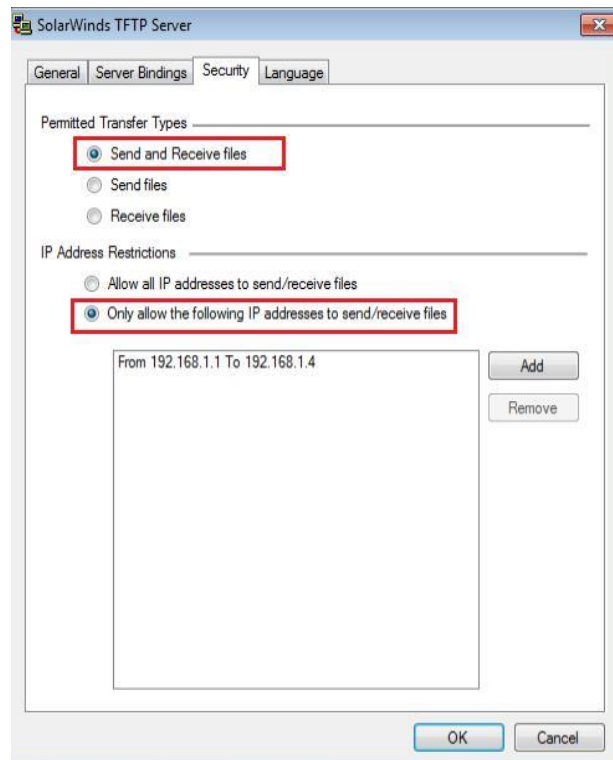 SolarWinds TFTP Server
General Server Bindings Security Language
Permitted Transfer Types
Send and Receive files
Send files
Receive files
IP Address Restrictions
Allow all IP addresses to send/receive files
Only allow the following IP addresses to send/receive files
From 192.168.1.1 To 192.168.1.4
Add
Remove
OK Cancel